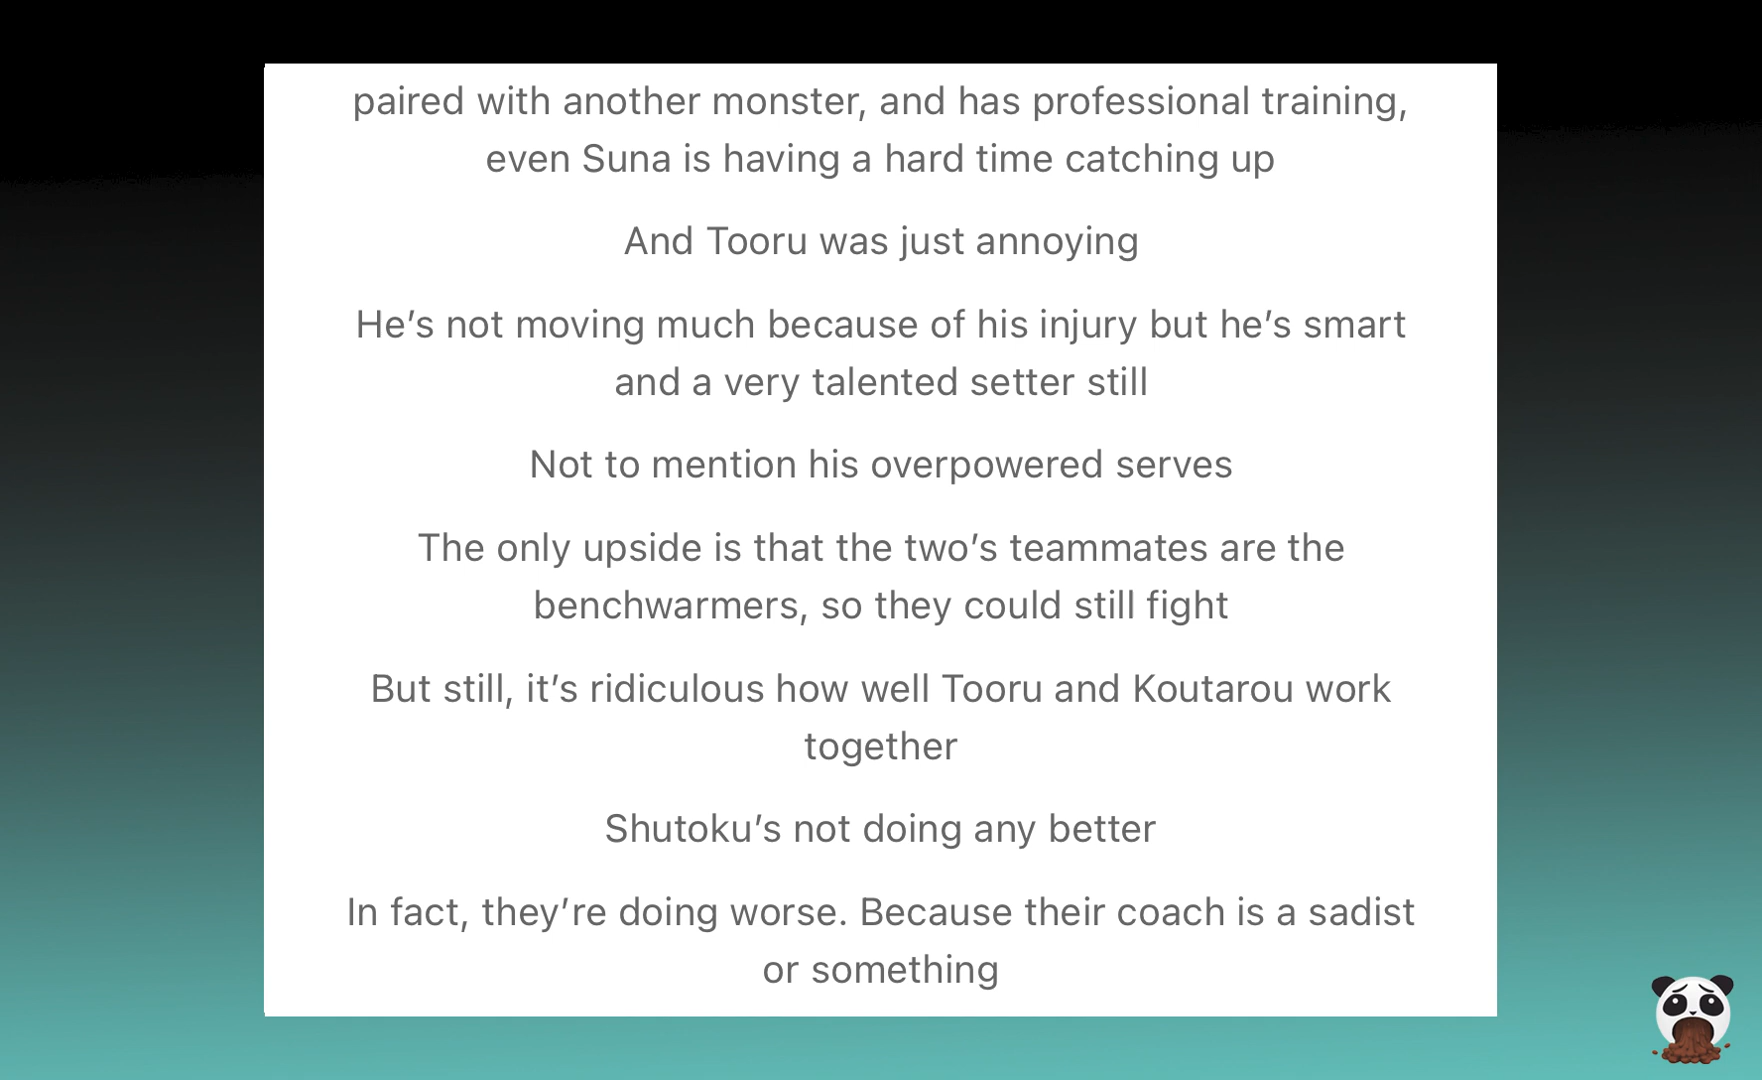 paired with another monster, and has professional training,
even Suna is having a hard time catching up
And Tooru was just annoying
He’s not moving much because of his injury but he’s smart
and a very talented setter still
Not to mention his overpowered serves
The only upside is that the two’s teammates are the
benchwarmers, so they could still fight
But still, it’s ridiculous how well Tooru and Koutarou work
together
Shutoku’s not doing any better
In fact, they’re doing worse. Because their coach is a sadist
or something